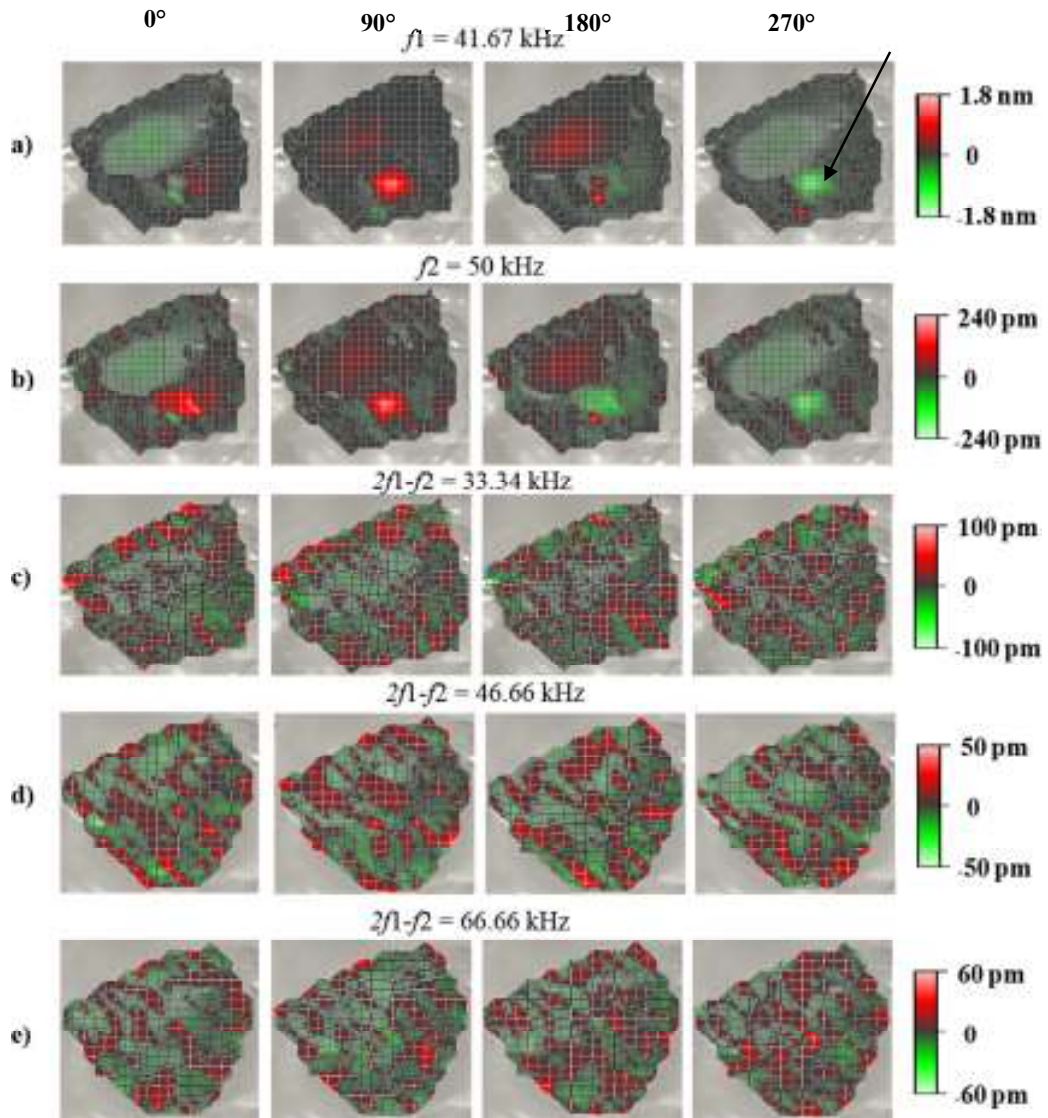 0° 90° 180° 270°
f1 = 41.67 kHz
a)
1.8 nm
0
-1.8 nm
f2 = 50 kHz
b)
240 pm
0
-240 pm
2f1-f2 = 33.34 kHz
c)
100 pm
0
-100 pm
2f1-f2 = 46.66 kHz
d)
50 pm
0
-50 pm
2f1-f2 = 66.66 kHz
e)
60 pm
0
-60 pm